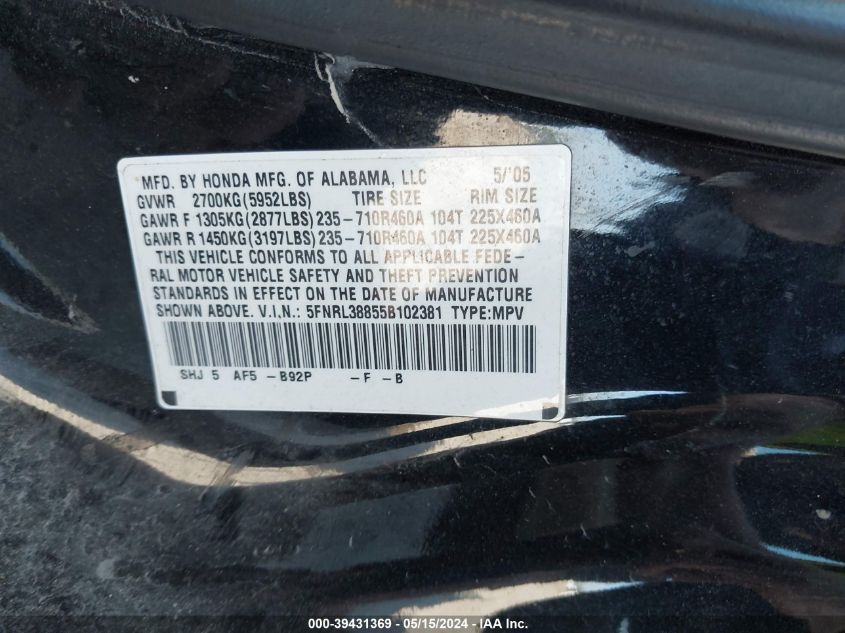 MFD. BY HONDA MFG. OF ALABAMA, LLC 5/'05
GVWR 2700KG(5952LBS) TIRE SIZE RIM SIZE
GAWR F 1305KG(2877LBS) 235-710R460A 104T 225X460A
GAWR R 1450KG(3197LBS) 235-710R460A 104T 225X460A
THIS VEHICLE CONFORMS TO ALL APPLICABLE FEDE-
RAL MOTOR VEHICLE SAFETY AND THEFT PREVENTION
STANDARDS IN EFFECT ON THE DATE OF MANUFACTURE
SHOWN ABOVE. V.I.N.: 5FNRL38855B102381 TYPE:MPV
SHJ 5 AF5 -B92P -F -B
000-39431369 - 05/15/2024 - IAA Inc.